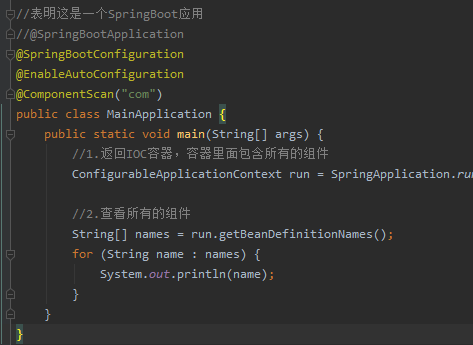 //表明这是一个SpringBoot应用
//@SpringBootApplication
@SpringBootConfiguration
@EnableAutoConfiguration
@ComponentScan("com")
public class MainApplication {
public static void main(String[] args) {
//1.返回IOC容器，容器里面包含所有的组件
ConfigurableApplicationContext run = SpringApplication.run
//2.查看所有的组件
String[] names = run.getBeanDefinitionNames();
for (String name : names) {
System.out.println(name);
}
}
}